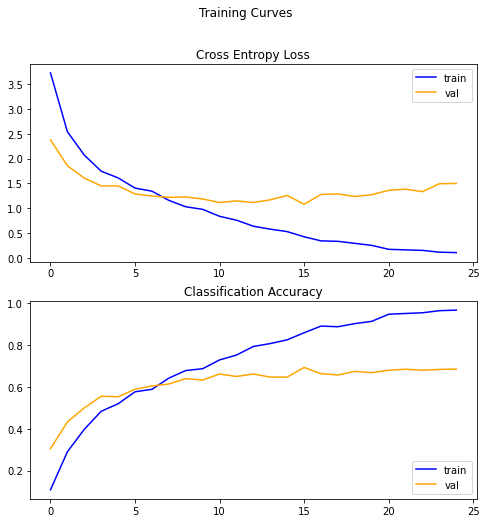 Training Curves
Cross Entropy Loss
train
val
3.5
3.0
2.5
2.0
1.5
1.0
0.5
0.0
0 5 10 15 20 25
Classification Accuracy
1.0
0.8
0.6
0.4
0.2
train
val
0 5 10 15 20 25